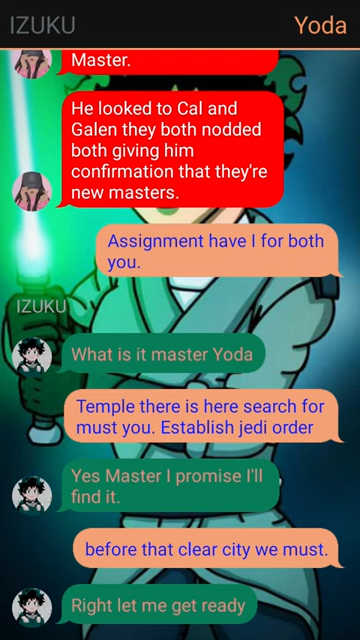 IZUKU
Yoda
Master.
He looked to Cal and
Galen they both nodded
both giving him
confirmation that they're
new masters.
Assignment have I for both
you.
IZUKU
What is it master Yoda
Temple there is here search for
must you. Establish jedi order
Yes Master I promise I'll
find it.
before that clear city we must.
Right let me get ready